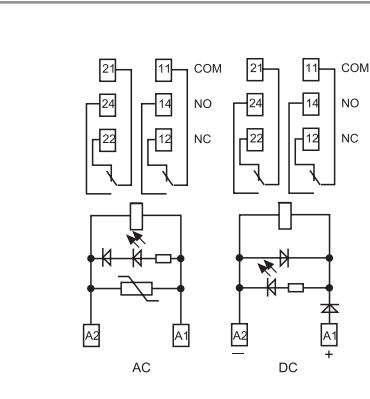 21 11 COM 21 11 COM
24 14 NO 24 14 NO
22 12 NC 22 12 NC
A2 A1 A2 A1
— +
AC DC